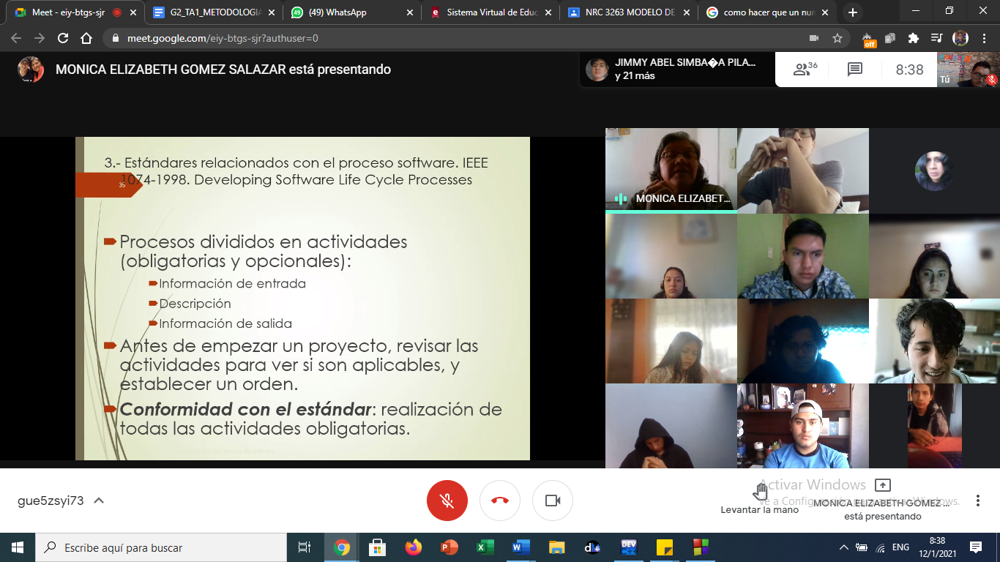 Meet - eiy-btgs-sjr
G2_TA1_METODOLOGIA
(49) WhatsApp
Sistema Virtual de Educ
NRC 3263 MODELO DE
como hacer que un num
meet.google.com/eiy-btgs-sjr?authuser=0
off
MONICA ELIZABETH GOMEZ SALAZAR está presentando
JIMMY ABEL SIMBA�A PILA...
y 21 más
36
8:38
Tú
3.- Estándares relacionados con el proceso software. IEEE
1074-1998. Developing Software Life Cycle Processes
35
Procesos divididos en actividades
(obligatorias y opcionales):
Información de entrada
Descripción
Información de salida
Antes de empezar un proyecto, revisar las
actividades para ver si son aplicables, y
establecer un orden.
Conformidad con el estándar: realización de
todas las actividades obligatorias.
MONICA ELIZABET...
gue5zsyi73
Levantar la mano
Activar Windows
Ve a Configuración para activar Windows.
MONICA ELIZABETH GOMEZ ...
está presentando
Escribe aquí para buscar
DEV
ENG
8:38
12/1/2021